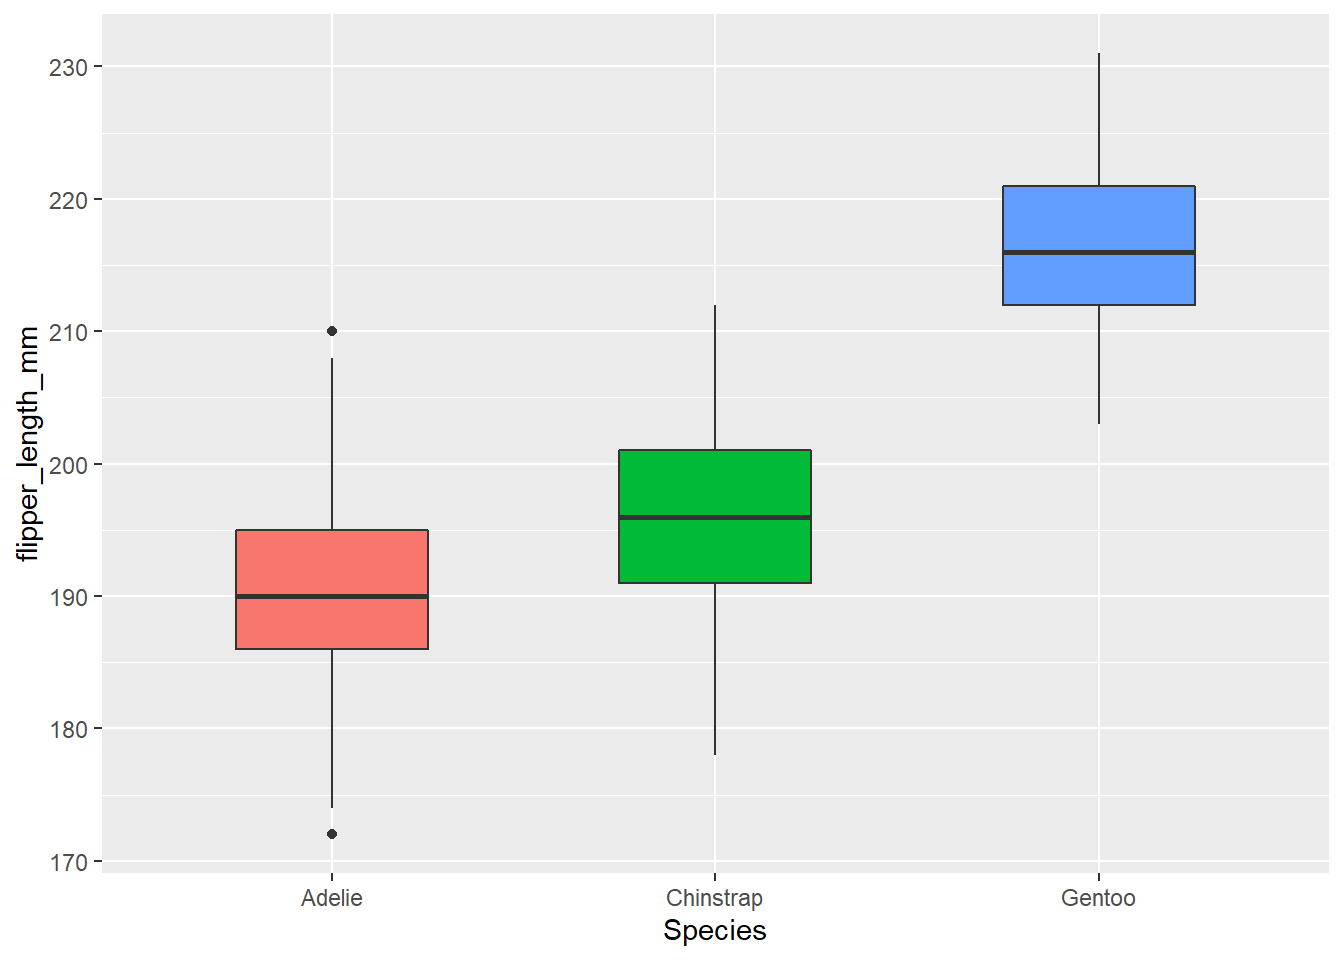 flipper_length_mm
230
220
210
200
190
180
170
Adelie
Chinstrap
Gentoo
Species